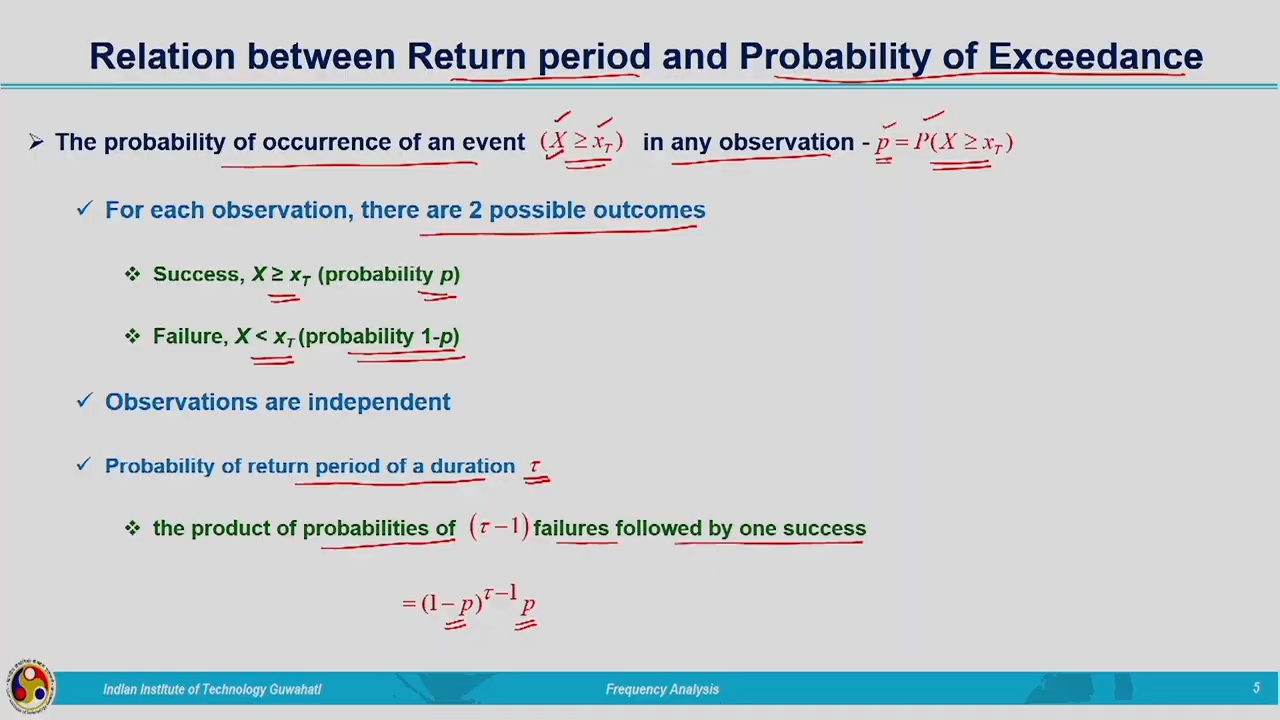 Relation between Return period and Probability of Exceedance
➢ The probability of occurrence of an event (X ≥ x_T) in any observation - p = P(X ≥ x_T)
✓ For each observation, there are 2 possible outcomes
❖ Success, X ≥ x_T (probability p)
❖ Failure, X < x_T (probability 1-p)
✓ Observations are independent
✓ Probability of return period of a duration τ
❖ the product of probabilities of (τ−1) failures followed by one success
= (1− p)^{τ−1} p
Indian Institute of Technology Guwahati Frequency Analysis 5